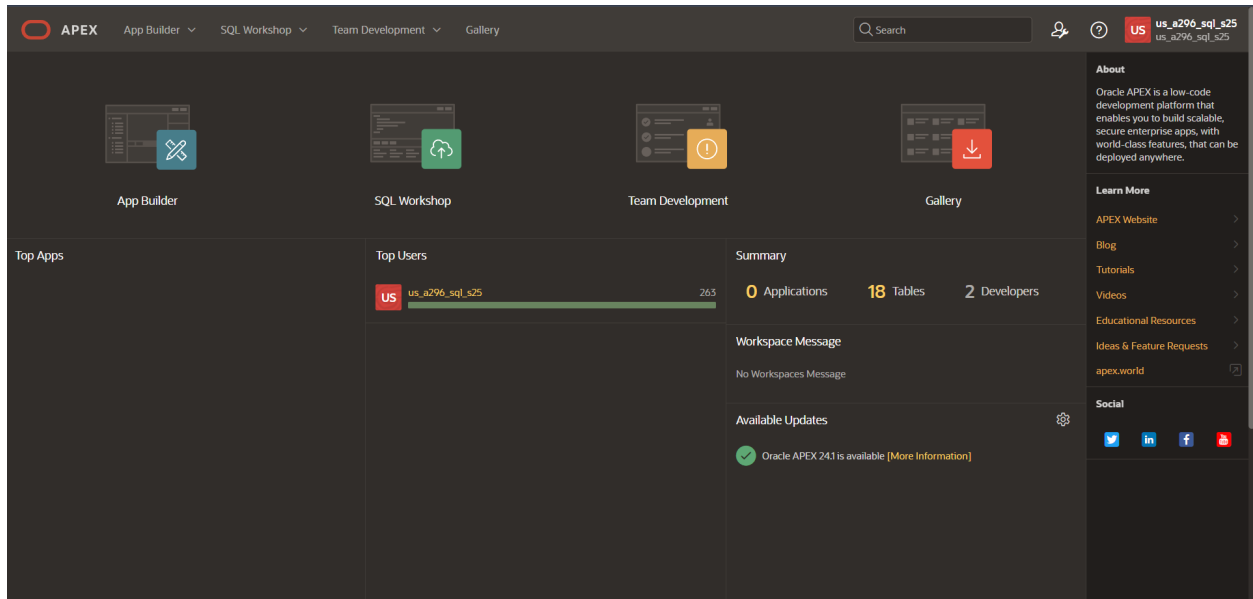 APEX
App Builder
SQL Workshop
Team Development
Gallery
Search
US
us_a296_sql_s25
us_a296_sql_s25
App Builder
SQL Workshop
Team Development
Gallery
Top Apps
Top Users
US
us_a296_sql_s25
263
Summary
0 Applications
18 Tables
2 Developers
Workspace Message
No Workspaces Message
Available Updates
Oracle APEX 24.1 is available [More Information]
About
Oracle APEX is a low-code
development platform that
enables you to build scalable,
secure enterprise apps, with
world-class features, that can be
deployed anywhere.
Learn More
APEX Website
Blog
Tutorials
Videos
Educational Resources
Ideas & Feature Requests
apex.world
Social